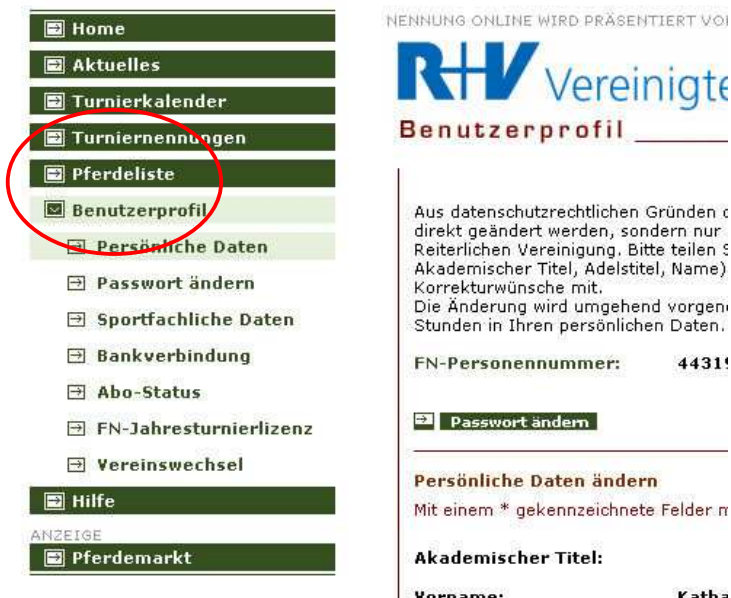 Home
Aktuelles
Turnierkalender
Turniernennungen
Pferdeliste
Benutzerprofil
Persönliche Daten
Passwort ändern
Sportfachliche Daten
Bankverbindung
Abo-Status
FN-Jahresturnierlizenz
Vereinswechsel
Hilfe
ANZEIGE
Pferdemarkt
NENNUNG ONLINE WIRD PRÄSENTIERT VO
R+V Vereinigte
Benutzerprofil
Aus datenschutzrechtlichen Gründen
direkt geändert werden, sondern nur
Reiterlichen Vereinigung. Bitte teilen S
Akademischer Titel, Adelstitel, Name)
Korrekturwünsche mit.
Die Änderung wird umgehend vorgen
Stunden in Ihren persönlichen Daten.
FN-Personennummer: 4431
Passwort ändern
Persönliche Daten ändern
Mit einem * gekennzeichnete Felder m
Akademischer Titel:
Vorname: Katha